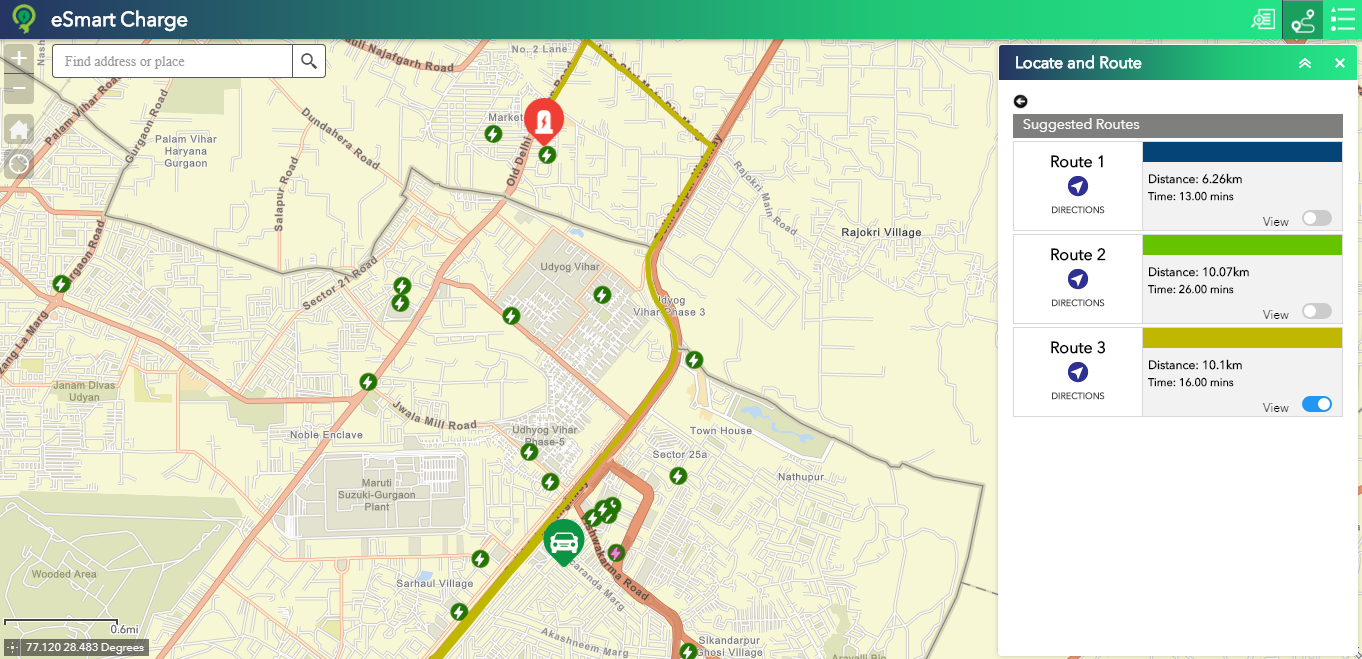 eSmart Charge
Find address or place
Locate and Route
Suggested Routes
Route 1
DIRECTIONS
Distance: 6.26km
Time: 13.00 mins
View
Route 2
DIRECTIONS
Distance: 10.07km
Time: 26.00 mins
View
Route 3
DIRECTIONS
Distance: 10.1km
Time: 16.00 mins
View
No. 2 Lane
Najafgarh Road
Palam Vihar Road
Gurgaon Road
Palam Vihar
Haryana
Gurgaon
Dundahera Road
Market
Old Delhi
Salapur Road
Rajokri Main Road
Rajokri Village
Sector 21 Road
Udyog Vihar
Udyog
Vihar Phase 3
Janam Divas
Udyan
Jwala Mill Road
Noble Enclave
Udhyog Vihar
Phase-5
Town House
Sector 25a
Nathupur
Maruti
Suzuki-Gurgaon
Plant
Wooded Area
Sarhaul Village
Vishwakarma Road
Marg
Akashneem Marg
Sikandarpur
Ghosi Village
Aravalli Bio
0.6mi
77.120 28.483 Degrees